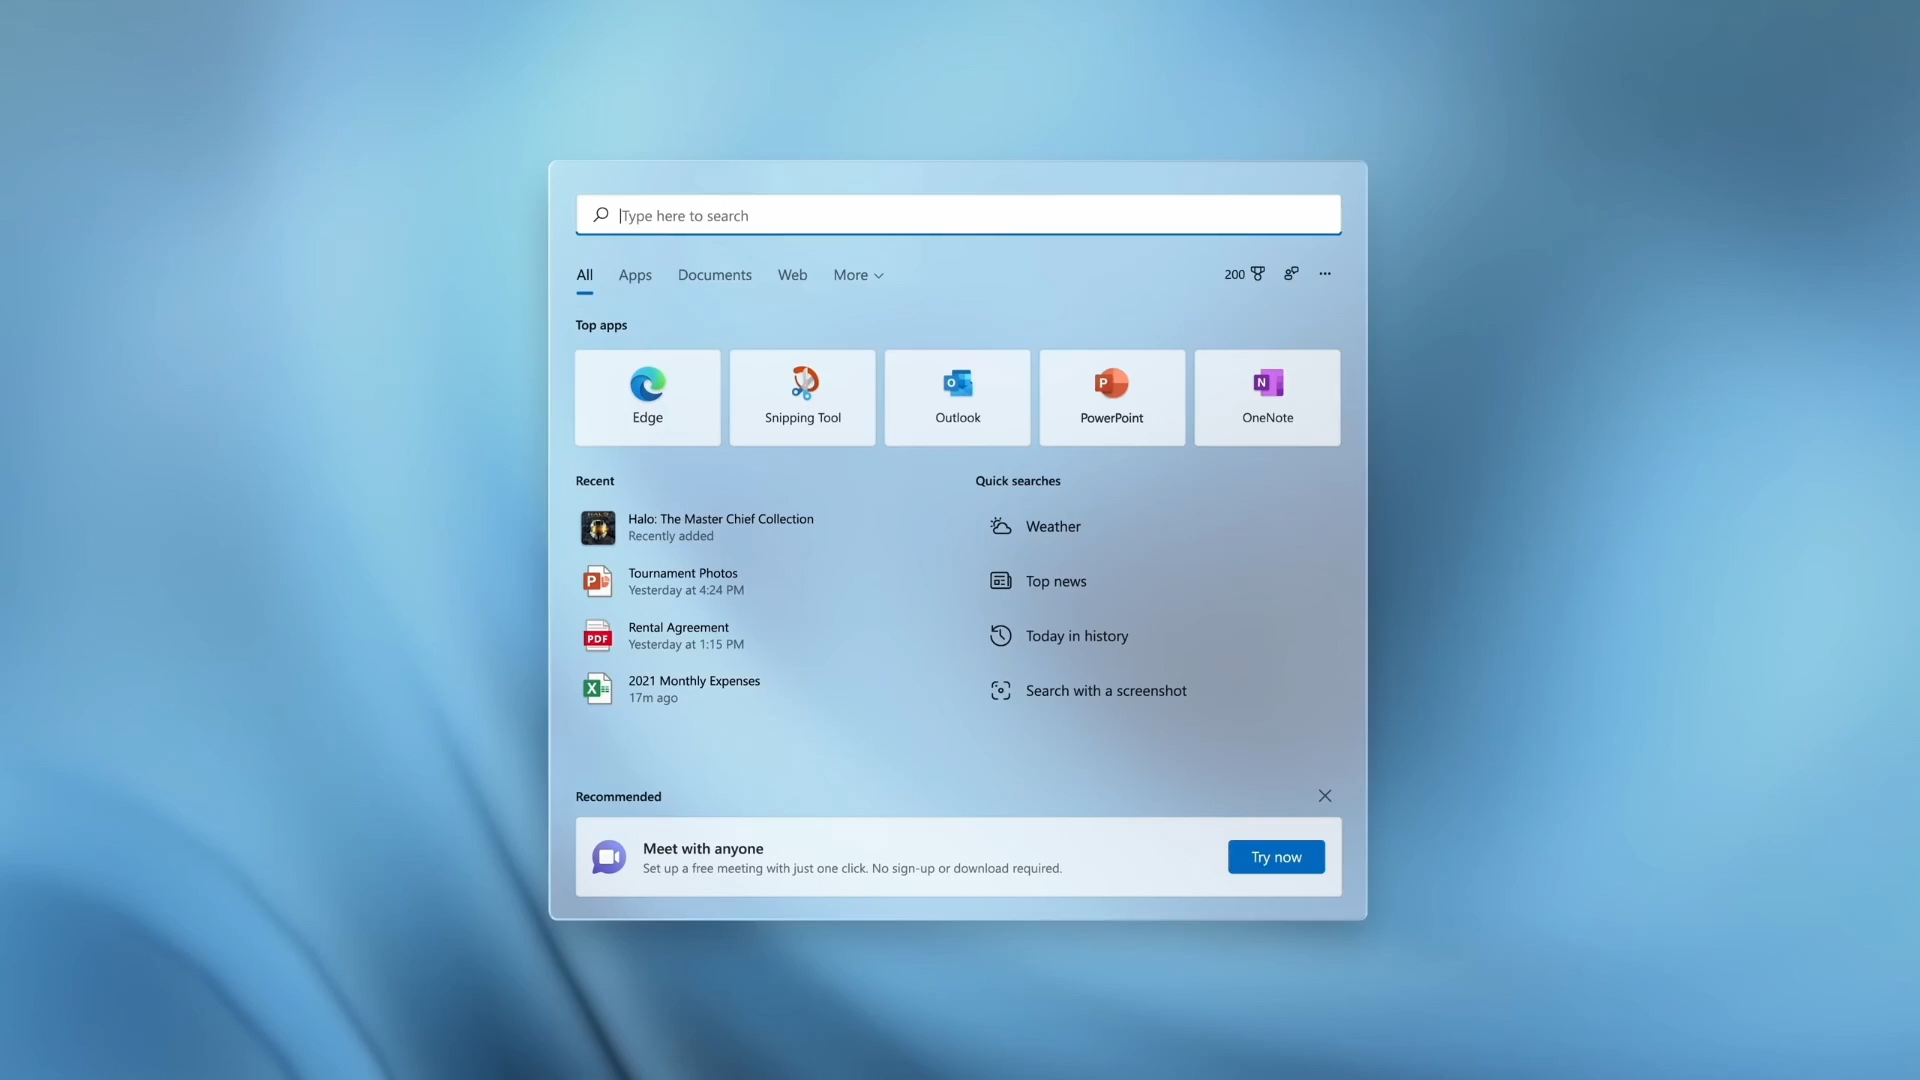 Type here to search
All Apps Documents Web More 200
Top apps
Edge Snipping Tool Outlook PowerPoint OneNote
Recent
Halo: The Master Chief Collection
Recently added
Tournament Photos
Yesterday at 4:24 PM
Rental Agreement
Yesterday at 1:15 PM
2021 Monthly Expenses
17m ago
Quick searches
Weather
Top news
Today in history
Search with a screenshot
Recommended
Meet with anyone
Set up a free meeting with just one click. No sign-up or download required.
Try now